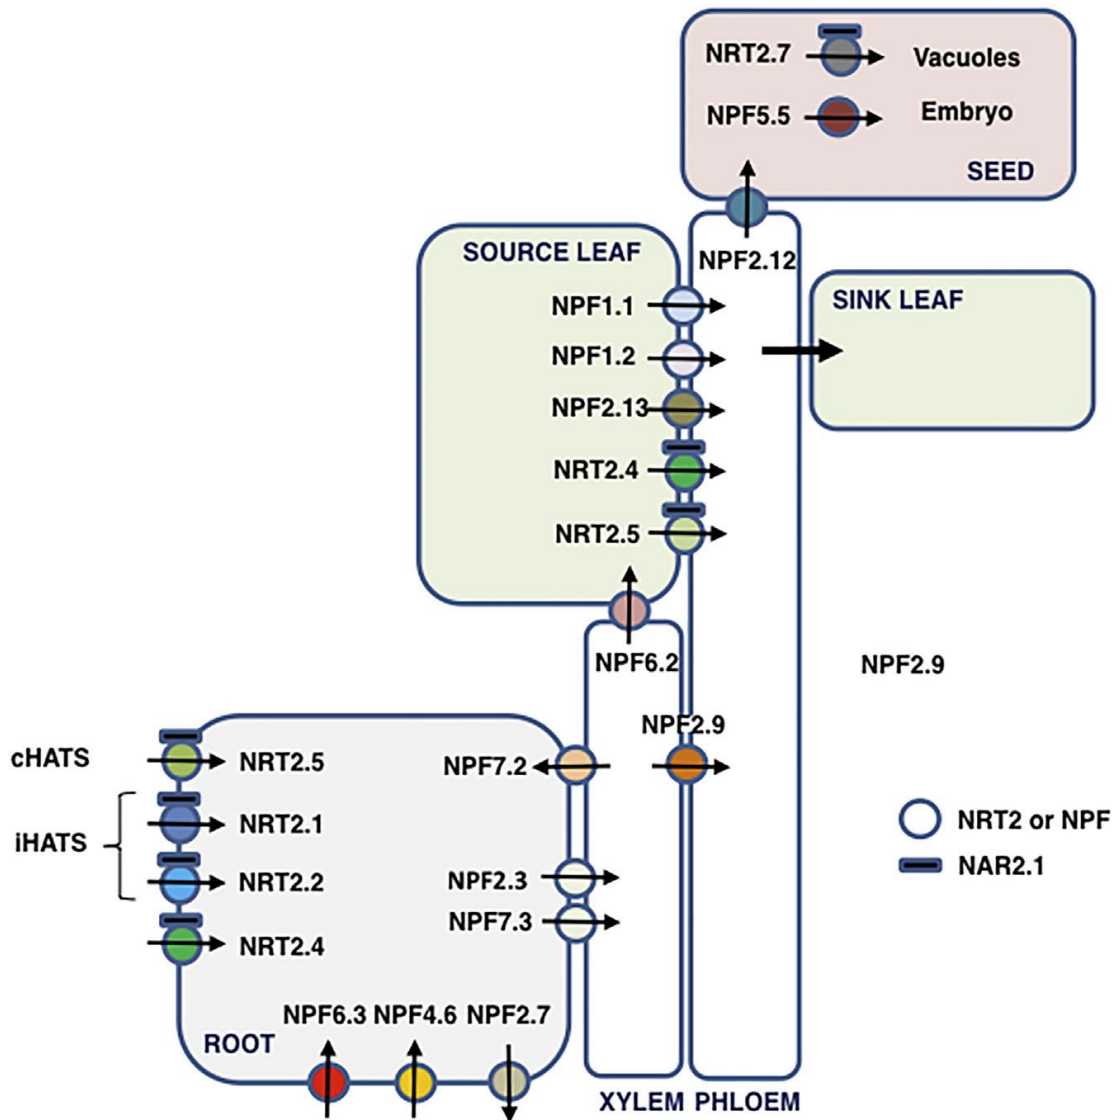 NRT2.7
Vacuoles
NPF5.5
Embryo
SEED
SOURCE LEAF
NPF2.12
NPF1.1
SINK LEAF
NPF1.2
NPF2.13
NRT2.4
NRT2.5
NPF6.2
NPF2.9
NPF2.9
cHATS
NRT2.5
NPF7.2
iHATS
NRT2.1
NRT2.2
NRT2.4
NPF2.3
NPF7.3
NRT2 or NPF
NAR2.1
NPF6.3 NPF4.6 NPF2.7
ROOT
XYLEM PHLOEM